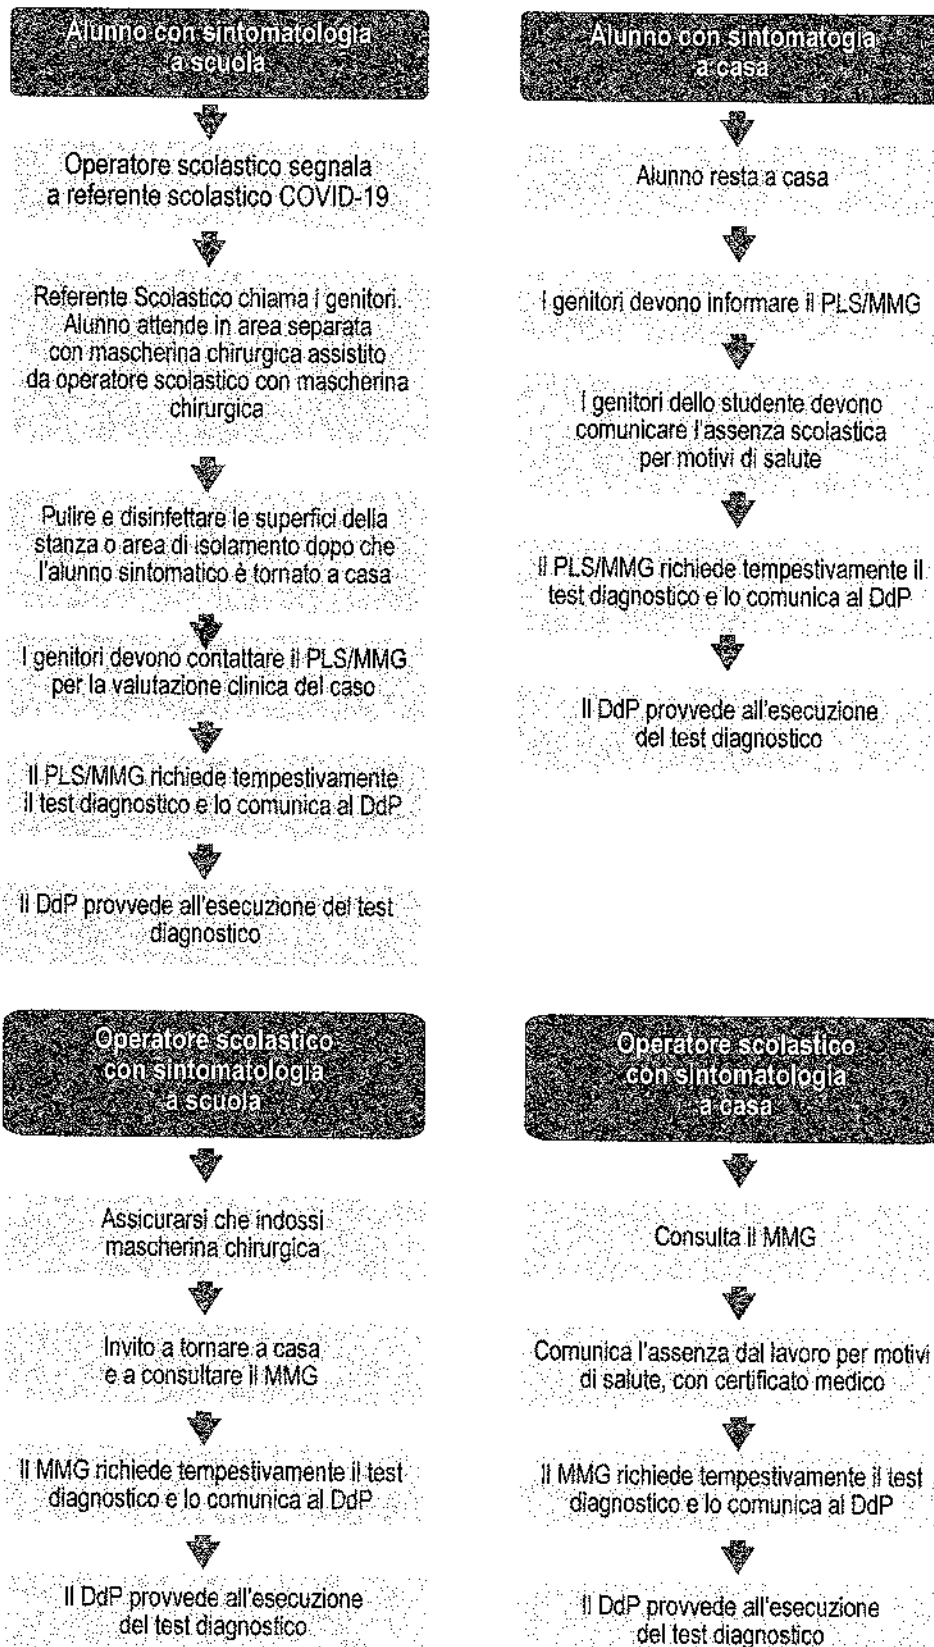 Alunno con sintomatologia
a scuola
Operatore scolastico segnala
a referente scolastico COVID-19
Referente Scolastico chiama i genitori.
Alunno attende in area separata
con mascherina chirurgica assistito
da operatore scolastico con mascherina
chirurgica
Pulire e disinfettare le superfici della
stanza o area di isolamento dopo che
l'alunno sintomatico è tornato a casa
I genitori devono contattare il PLS/MMG
per la valutazione clinica del caso
Il PLS/MMG richiede tempestivamente
il test diagnostico e lo comunica al DdP
Il DdP provvede all'esecuzione del test
diagnostico
Alunno con sintomatogia
a casa
Alunno resta a casa
I genitori devono informare il PLS/MMG
I genitori dello studente devono
comunicare l'assenza scolastica
per motivi di salute
Il PLS/MMG richiede tempestivamente il
test diagnostico e lo comunica al DdP
Il DdP provvede all'esecuzione
del test diagnostico
Operatore scolastico
con sintomatologia
a scuola
Assicurarsi che indossi
mascherina chirurgica
Invito a tornare a casa
e a consultare il MMG
Il MMG richiede tempestivamente il test
diagnostico e lo comunica al DdP
Il DdP provvede all'esecuzione
del test diagnostico
Operatore scolastico
con sintomatologia
a casa
Consulta il MMG
Comunica l'assenza dal lavoro per motivi
di salute, con certificato medico
Il MMG richiede tempestivamente il test
diagnostico e lo comunica al DdP
Il DdP provvede all'esecuzione
del test diagnostico